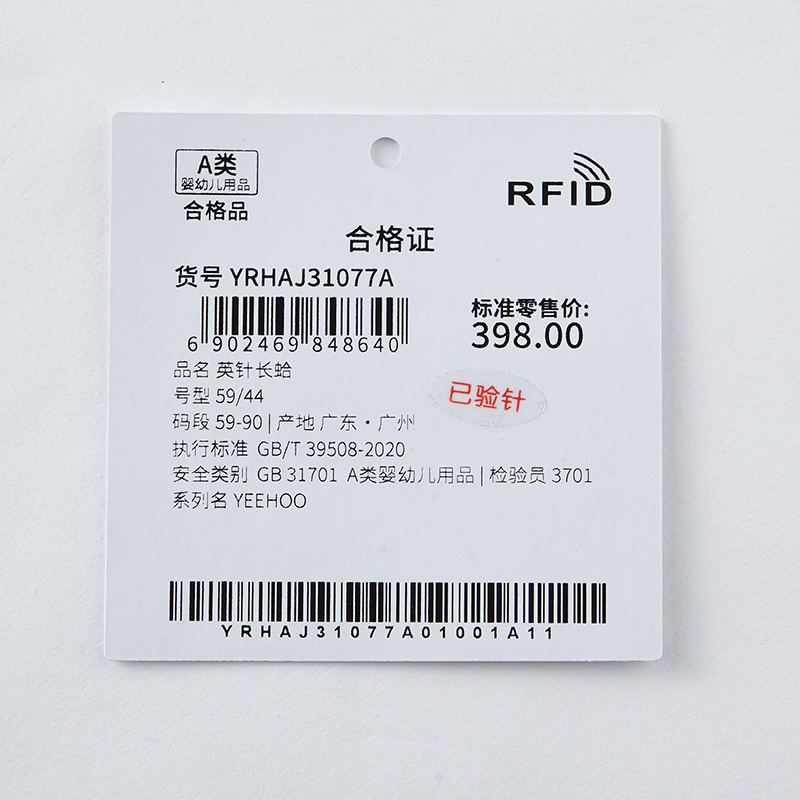 A类
婴幼儿用品
合格品
RFID
合格证
货号 YRHAJ31077A
6 902469 848640
标准零售价:
398.00
品名 英针长蛤
号型 59/44
已验针
码段 59-90 | 产地 广东·广州
执行标准 GB/T 39508-2020
安全类别 GB 31701 A类婴幼儿用品 | 检验员 3701
系列名 YEEHOO
YRHAJ31077A01001A11